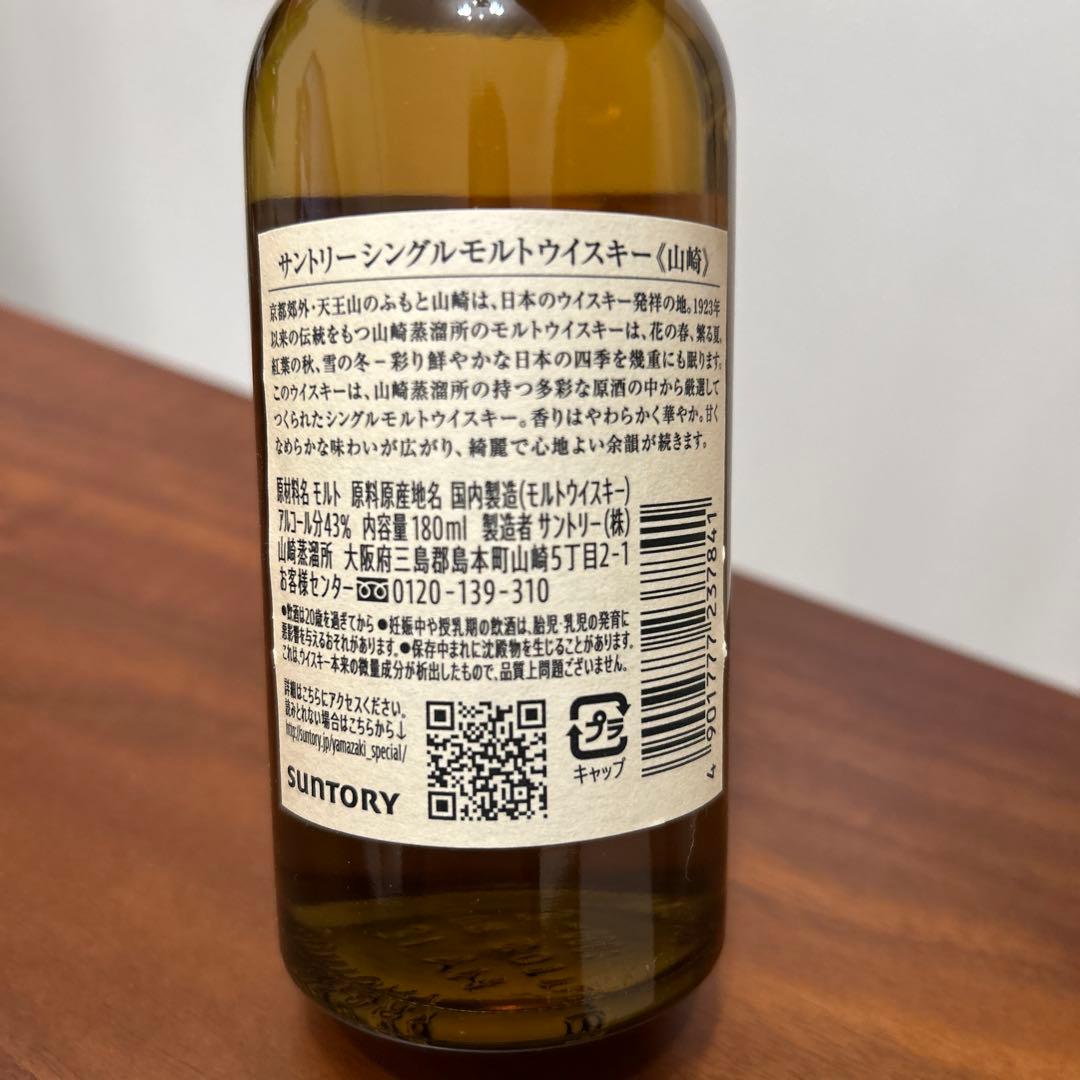 サントリーシングルモルトウイスキー《山崎》
京都郊外・天王山のふもと山崎は、日本のウイスキー発祥の地。1923年
以来の伝統をもつ山崎蒸溜所のモルトウイスキーは、花の春、繁る夏、
紅葉の秋、雪の冬－彩り鮮やかな日本の四季を幾重にも眠ります。
このウイスキーは、山崎蒸溜所の持つ多彩な原酒の中から厳選して
つくられたシングルモルトウイスキー。香りはやわらかく華やか。甘く
なめらかな味わいが広がり、綺麗で心地よい余韻が続きます。
原材料名 モルト 原料原産地名 国内製造(モルトウイスキー)
アルコール分43% 内容量180ml 製造者 サントリー(株)
山崎蒸溜所 大阪府三島郡島本町山崎5丁目2-1
お客様センター 0120-139-310
●飲酒は20歳を過ぎてから ●妊娠中や授乳期の飲酒は、胎児・乳児の発育に
悪影響を与えるおそれがあります。●保存中まれに沈殿物を生じることがあります。
これは、ウイスキー本来の微量成分が析出したもので、品質上問題ございません。
詳細はこちらにアクセスください。
読みとれない場合はこちらから↓
http://suntory.jp/yamazaki_special/
SUNTORY
プラ
キャップ
4 901777 237841